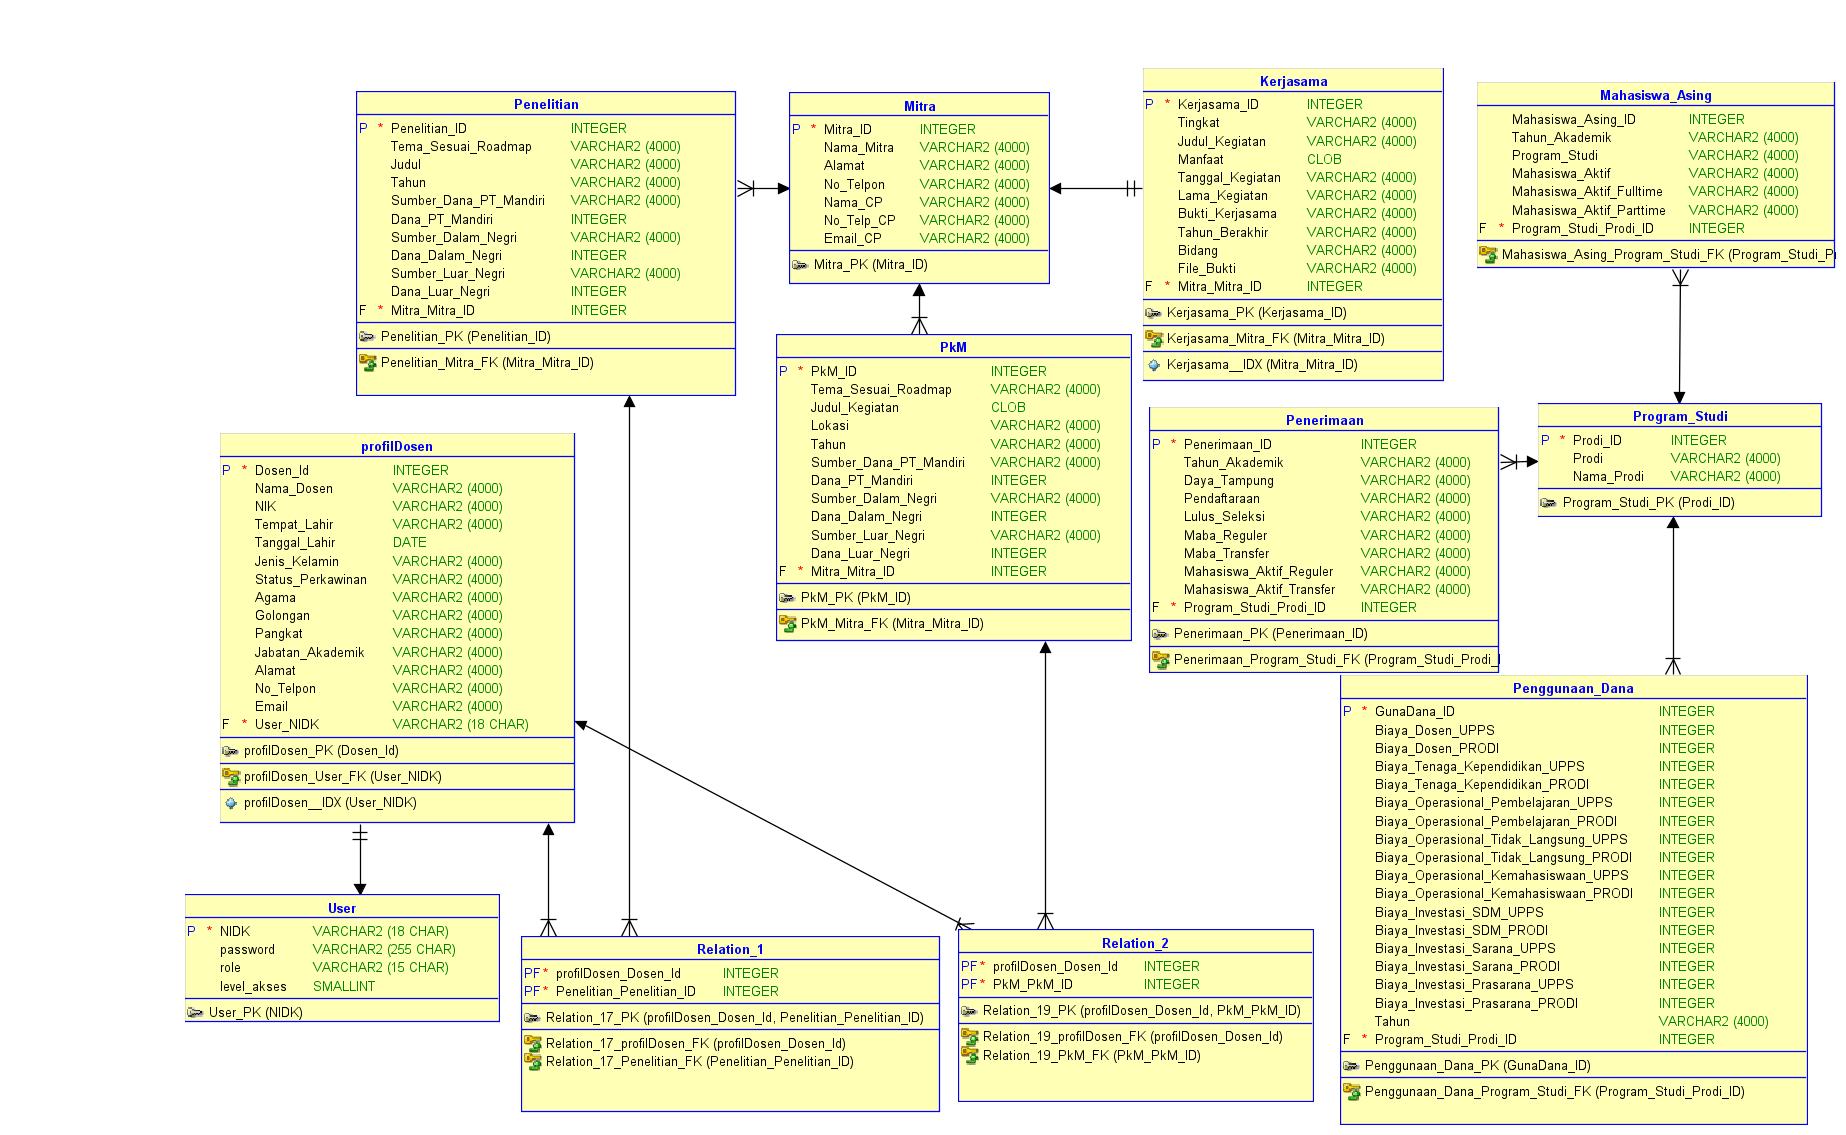 Penelitian
P * Penelitian_ID INTEGER
Tema_Sesuai_Roadmap VARCHAR2 (4000)
Judul VARCHAR2 (4000)
Tahun VARCHAR2 (4000)
Sumber_Dana_PT_Mandiri VARCHAR2 (4000)
Dana_PT_Mandiri INTEGER
Sumber_Dalam_Negri VARCHAR2 (4000)
Dana_Dalam_Negri INTEGER
Sumber_Luar_Negri VARCHAR2 (4000)
Dana_Luar_Negri INTEGER
F * Mitra_Mitra_ID INTEGER
Penelitian_PK (Penelitian_ID)
Penelitian_Mitra_FK (Mitra_Mitra_ID)
Mitra
P * Mitra_ID INTEGER
Nama_Mitra VARCHAR2 (4000)
Alamat VARCHAR2 (4000)
No_Telpon VARCHAR2 (4000)
Nama_CP VARCHAR2 (4000)
No_Telp_CP VARCHAR2 (4000)
Email_CP VARCHAR2 (4000)
Mitra_PK (Mitra_ID)
Kerjasama
P * Kerjasama_ID INTEGER
Tingkat VARCHAR2 (4000)
Judul_Kegiatan VARCHAR2 (4000)
Manfaat CLOB
Tanggal_Kegiatan VARCHAR2 (4000)
Lama_Kegiatan VARCHAR2 (4000)
Bukti_Kerjasama VARCHAR2 (4000)
Tahun_Berakhir VARCHAR2 (4000)
Bidang VARCHAR2 (4000)
File_Bukti VARCHAR2 (4000)
F * Mitra_Mitra_ID INTEGER
Kerjasama_PK (Kerjasama_ID)
Kerjasama_Mitra_FK (Mitra_Mitra_ID)
Kerjasama__IDX (Mitra_Mitra_ID)
Mahasiswa_Asing
Mahasiswa_Asing_ID INTEGER
Tahun_Akademik VARCHAR2 (4000)
Program_Studi VARCHAR2 (4000)
Mahasiswa_Aktif VARCHAR2 (4000)
Mahasiswa_Aktif_Fulltime VARCHAR2 (4000)
Mahasiswa_Aktif_Parttime VARCHAR2 (4000)
F * Program_Studi_Prodi_ID INTEGER
Mahasiswa_Asing_Program_Studi_FK (Program_Studi_P
PkM
P * PkM_ID INTEGER
Tema_Sesuai_Roadmap VARCHAR2 (4000)
Judul_Kegiatan CLOB
Lokasi VARCHAR2 (4000)
Tahun VARCHAR2 (4000)
Sumber_Dana_PT_Mandiri VARCHAR2 (4000)
Dana_PT_Mandiri INTEGER
Sumber_Dalam_Negri VARCHAR2 (4000)
Dana_Dalam_Negri INTEGER
Sumber_Luar_Negri VARCHAR2 (4000)
Dana_Luar_Negri INTEGER
F * Mitra_Mitra_ID INTEGER
PkM_PK (PkM_ID)
PkM_Mitra_FK (Mitra_Mitra_ID)
Penerimaan
P * Penerimaan_ID INTEGER
Tahun_Akademik VARCHAR2 (4000)
Daya_Tampung VARCHAR2 (4000)
Pendaftaraan VARCHAR2 (4000)
Lulus_Seleksi VARCHAR2 (4000)
Maba_Reguler VARCHAR2 (4000)
Maba_Transfer VARCHAR2 (4000)
Mahasiswa_Aktif_Reguler VARCHAR2 (4000)
Mahasiswa_Aktif_Transfer VARCHAR2 (4000)
F * Program_Studi_Prodi_ID INTEGER
Penerimaan_PK (Penerimaan_ID)
Penerimaan_Program_Studi_FK (Program_Studi_Prodi_I
Program_Studi
P * Prodi_ID INTEGER
Prodi VARCHAR2 (4000)
Nama_Prodi VARCHAR2 (4000)
Program_Studi_PK (Prodi_ID)
profilDosen
P * Dosen_Id INTEGER
Nama_Dosen VARCHAR2 (4000)
NIK VARCHAR2 (4000)
Tempat_Lahir VARCHAR2 (4000)
Tanggal_Lahir DATE
Jenis_Kelamin VARCHAR2 (4000)
Status_Perkawinan VARCHAR2 (4000)
Agama VARCHAR2 (4000)
Golongan VARCHAR2 (4000)
Pangkat VARCHAR2 (4000)
Jabatan_Akademik VARCHAR2 (4000)
Alamat VARCHAR2 (4000)
No_Telpon VARCHAR2 (4000)
Email VARCHAR2 (4000)
F * User_NIDK VARCHAR2 (18 CHAR)
profilDosen_PK (Dosen_Id)
profilDosen_User_FK (User_NIDK)
profilDosen__IDX (User_NIDK)
Penggunaan_Dana
P * GunaDana_ID INTEGER
Biaya_Dosen_UPPS INTEGER
Biaya_Dosen_PRODI INTEGER
Biaya_Tenaga_Kependidikan_UPPS INTEGER
Biaya_Tenaga_Kependidikan_PRODI INTEGER
Biaya_Operasional_Pembelajaran_UPPS INTEGER
Biaya_Operasional_Pembelajaran_PRODI INTEGER
Biaya_Operasional_Tidak_Langsung_UPPS INTEGER
Biaya_Operasional_Tidak_Langsung_PRODI INTEGER
Biaya_Operasional_Kemahasiswaan_UPPS INTEGER
Biaya_Operasional_Kemahasiswaan_PRODI INTEGER
Biaya_Investasi_SDM_UPPS INTEGER
Biaya_Investasi_SDM_PRODI INTEGER
Biaya_Investasi_Sarana_UPPS INTEGER
Biaya_Investasi_Sarana_PRODI INTEGER
Biaya_Investasi_Prasarana_UPPS INTEGER
Biaya_Investasi_Prasarana_PRODI INTEGER
Tahun VARCHAR2 (4000)
F * Program_Studi_Prodi_ID INTEGER
Penggunaan_Dana_PK (GunaDana_ID)
Penggunaan_Dana_Program_Studi_FK (Program_Studi_Prodi_ID)
User
P * NIDK VARCHAR2 (18 CHAR)
password VARCHAR2 (255 CHAR)
role VARCHAR2 (15 CHAR)
level_akses SMALLINT
User_PK (NIDK)
Relation_1
PF * profilDosen_Dosen_Id INTEGER
PF * Penelitian_Penelitian_ID INTEGER
Relation_17_PK (profilDosen_Dosen_Id, Penelitian_Penelitian_ID)
Relation_17_profilDosen_FK (profilDosen_Dosen_Id)
Relation_17_Penelitian_FK (Penelitian_Penelitian_ID)
Relation_2
PF * profilDosen_Dosen_Id INTEGER
PF * PkM_PkM_ID INTEGER
Relation_19_PK (profilDosen_Dosen_Id, PkM_PkM_ID)
Relation_19_profilDosen_FK (profilDosen_Dosen_Id)
Relation_19_PkM_FK (PkM_PkM_ID)